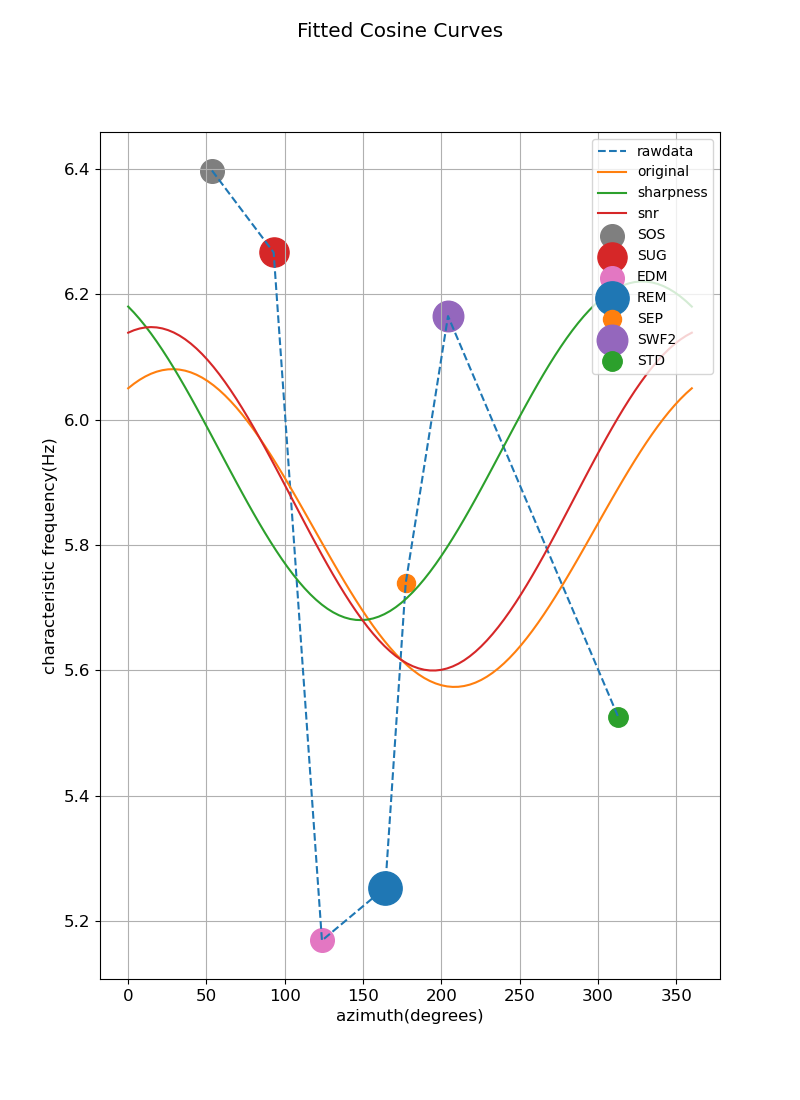 Fitted Cosine Curves
rawdata
original
sharpness
snr
SOS
SUG
EDM
REM
SEP
SWF2
STD
6.4
6.2
6.0
5.8
5.6
5.4
5.2
characteristic frequency(Hz)
0 50 100 150 200 250 300 350
azimuth(degrees)